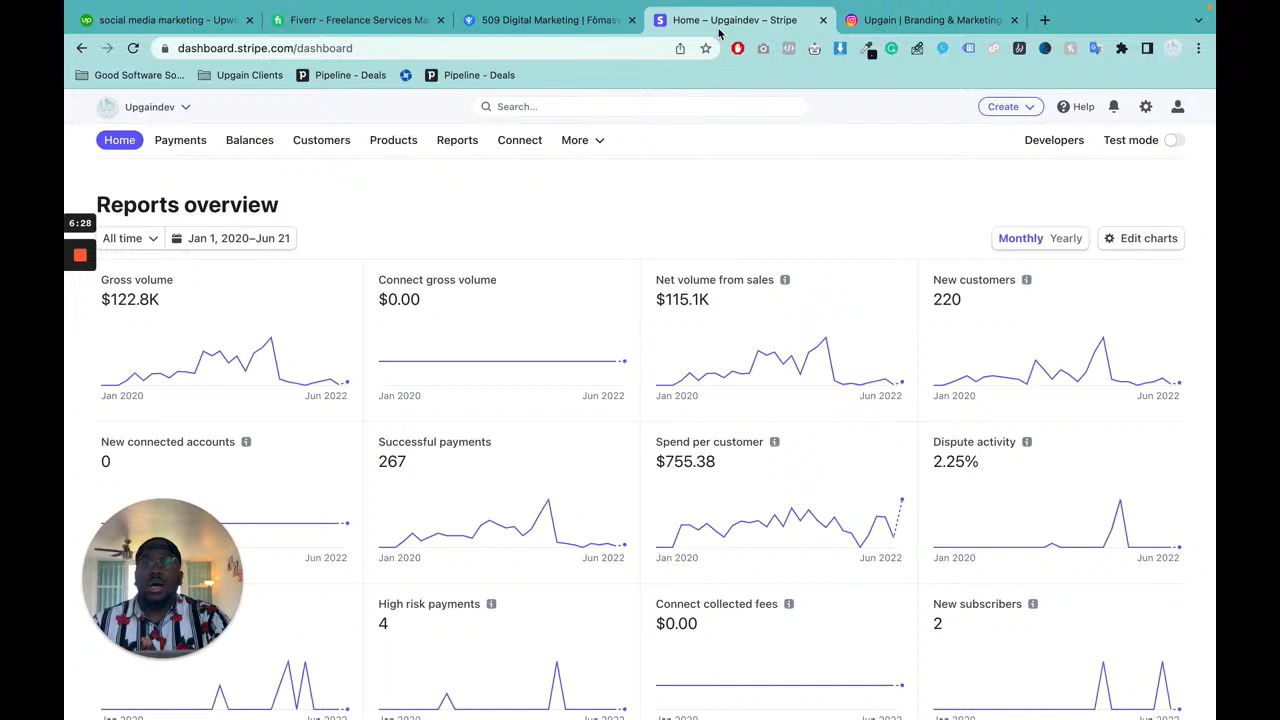 social media marketing - Upwo
Fiverr - Freelance Services Ma
509 Digital Marketing | Fòmasy
Home – Upgaindev – Stripe
Upgain | Branding & Marketing
dashboard.stripe.com/dashboard
Good Software So...
Upgain Clients
Pipeline - Deals
Pipeline - Deals
Upgaindev
Search...
Create
Help
Home
Payments
Balances
Customers
Products
Reports
Connect
More
Developers
Test mode
Reports overview
6:28
All time
Jan 1, 2020–Jun 21
Monthly
Yearly
Edit charts
Gross volume
$122.8K
Jan 2020
Jun 2022
Connect gross volume
$0.00
Jan 2020
Jun 2022
Net volume from sales
$115.1K
Jan 2020
Jun 2022
New customers
220
Jan 2020
Jun 2022
New connected accounts
0
Jun 2022
Successful payments
267
Jan 2020
Jun 2022
Spend per customer
$755.38
Jan 2020
Jun 2022
Dispute activity
2.25%
Jan 2020
Jun 2022
High risk payments
4
Connect collected fees
$0.00
New subscribers
2